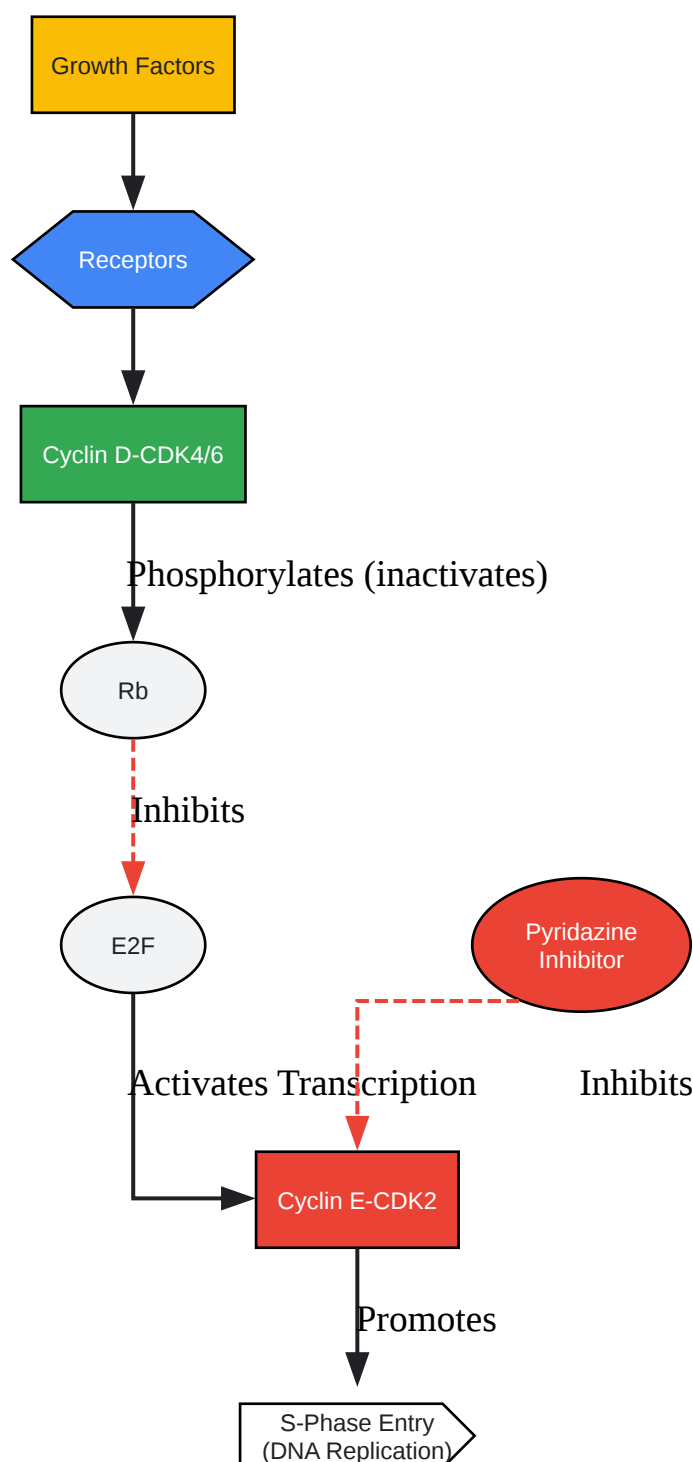 Growth Factors
Receptors
Cyclin D-CDK4/6
Phosphorylates (inactivates)
Rb
Inhibits
E2F
Pyridazine
Inhibitor
Activates Transcription
Inhibits
Cyclin E-CDK2
Promotes
S-Phase Entry
(DNA Replication)